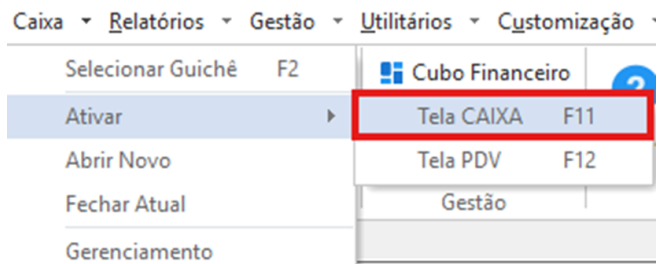 Caixa Relatórios Gestão Utilitários Customização
Selecionar Guichê F2
Cubo Financeiro
Ativar
Tela CAIXA F11
Abrir Novo
Tela PDV F12
Fechar Atual
Gestão
Gerenciamento